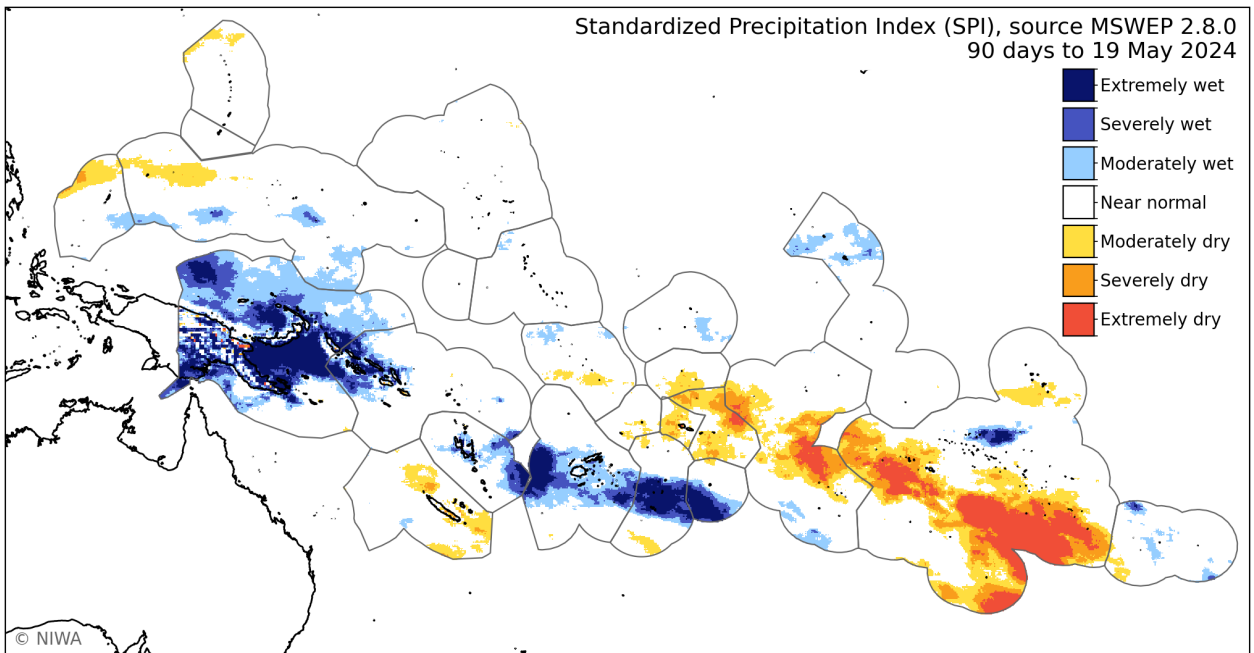 Standardized Precipitation Index (SPI), source MSWEP 2.8.0
90 days to 19 May 2024
Extremely wet
Severely wet
Moderately wet
Near normal
Moderately dry
Severely dry
Extremely dry
© NIWA